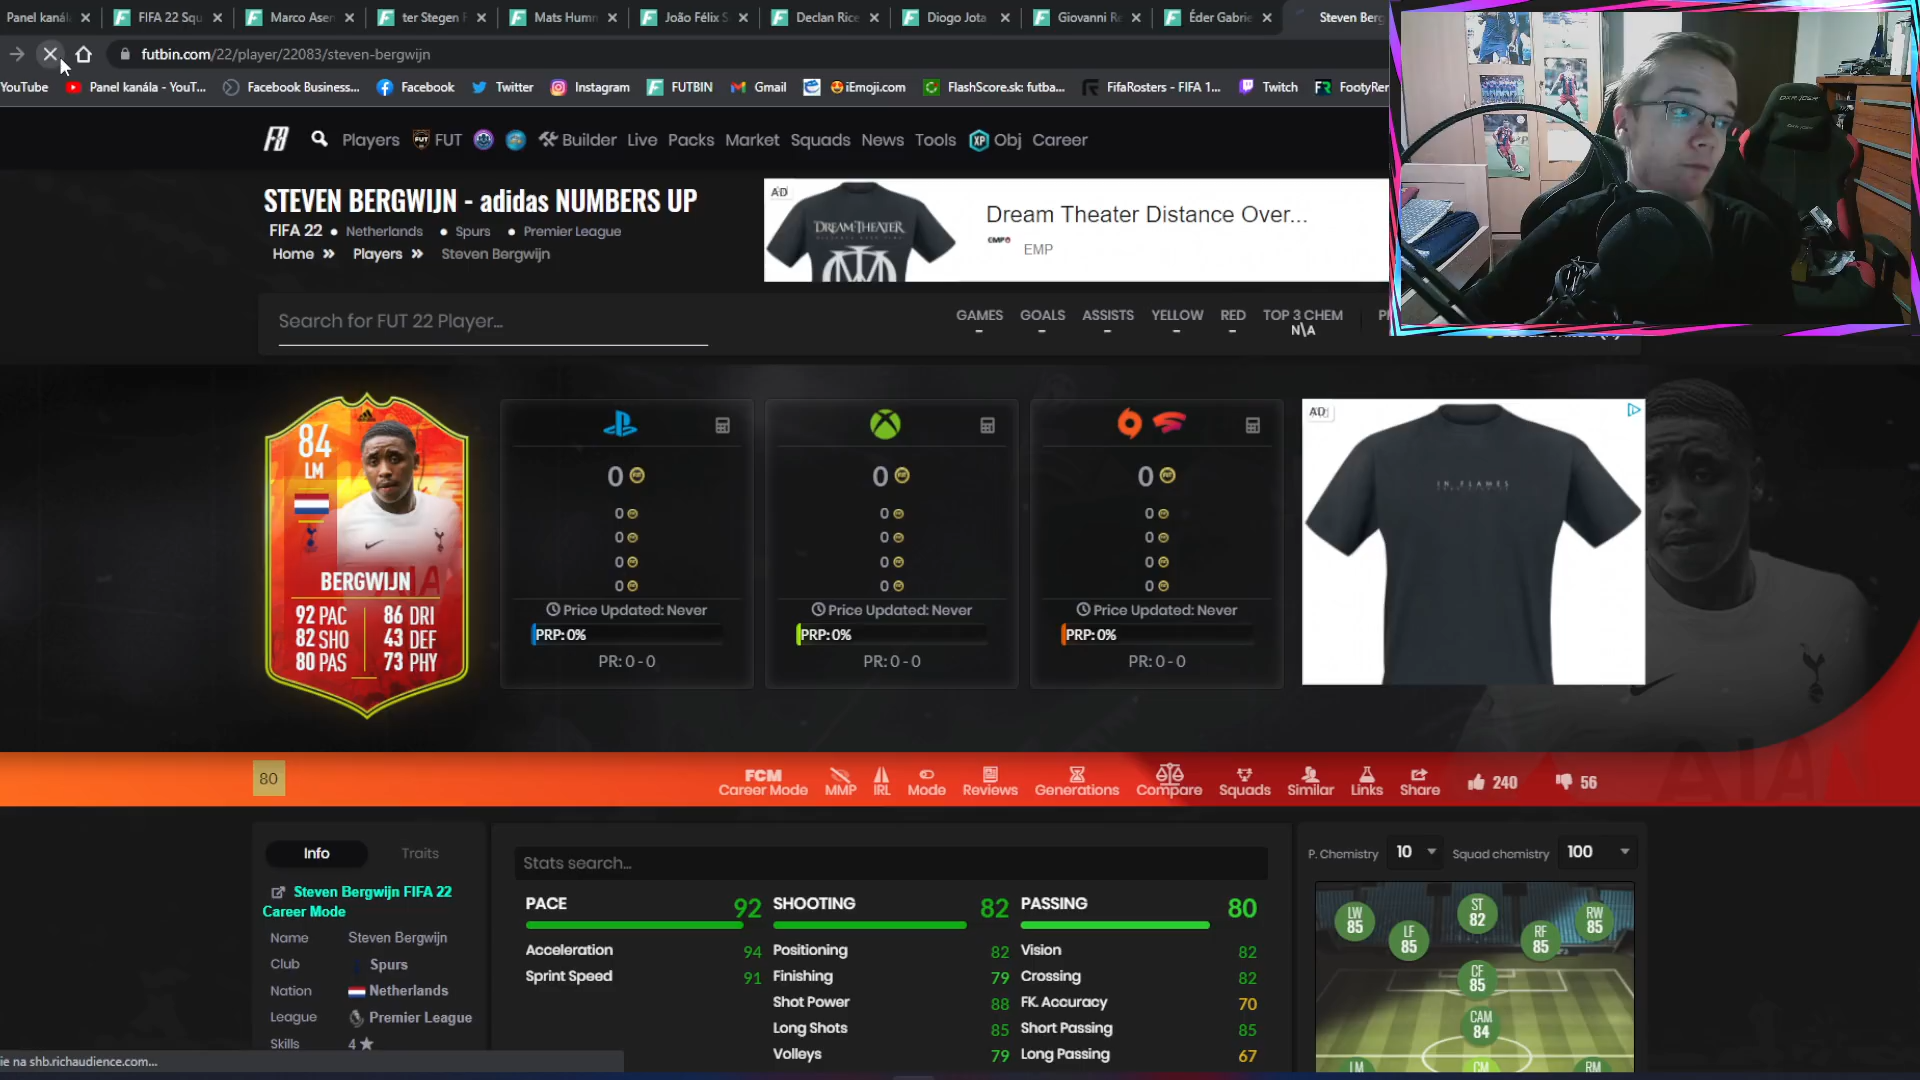 Panel kanál
FIFA 22 Squ
Marco Asen
ter Stegen F
Mats Humm
João Félix S
Declan Rice
Diogo Jota
Giovanni R
Éder Gabrie
Steven Berg
futbin.com/22/player/22083/steven-bergwijn
YouTube
Panel kanála - YouT...
Facebook Business...
Facebook
Twitter
Instagram
FUTBIN
Gmail
iEmoji.com
FlashScore.sk: futba...
FifaRosters - FIFA 1...
Twitch
FootyRen
Players
FUT
Builder
Live
Packs
Market
Squads
News
Tools
XP Obj
Career
STEVEN BERGWIJN - adidas NUMBERS UP
FIFA 22 ● Netherlands ● Spurs ● Premier League
Home » Players » Steven Bergwijn
AD
DREAM THEATER
Dream Theater Distance Over...
EMP
EMP
Search for FUT 22 Player...
GAMES GOALS ASSISTS YELLOW RED TOP 3 CHEM
- - - - - N\A
84
LM
BERGWIJN
92 PAC 86 DRI
82 SHO 43 DEF
80 PAS 73 PHY
0
0
0
0
0
Price Updated: Never
PRP: 0%
PR: 0 - 0
0
0
0
0
0
Price Updated: Never
PRP: 0%
PR: 0 - 0
0
0
0
0
0
Price Updated: Never
PRP: 0%
PR: 0 - 0
AD
IN FLAMES
80
FCM
Career Mode
MMP
IRL
Mode
Reviews
Generations
Compare
Squads
Similar
Links
Share
240
56
Info
Traits
Steven Bergwijn FIFA 22
Career Mode
Name Steven Bergwijn
Club Spurs
Nation Netherlands
League Premier League
Skills 4 ★
Stats search...
PACE 92
Acceleration 94
Sprint Speed 91
SHOOTING 82
Positioning 82
Finishing 79
Shot Power 88
Long Shots 85
Volleys 79
PASSING 80
Vision 82
Crossing 82
FK. Accuracy 70
Short Passing 85
Long Passing 67
P. Chemistry 10
Squad chemistry 100
LW
85
LF
85
ST
82
RF
85
RW
85
CF
85
CAM
84
LM
CM
RM
ie na shb.richaudience.com...